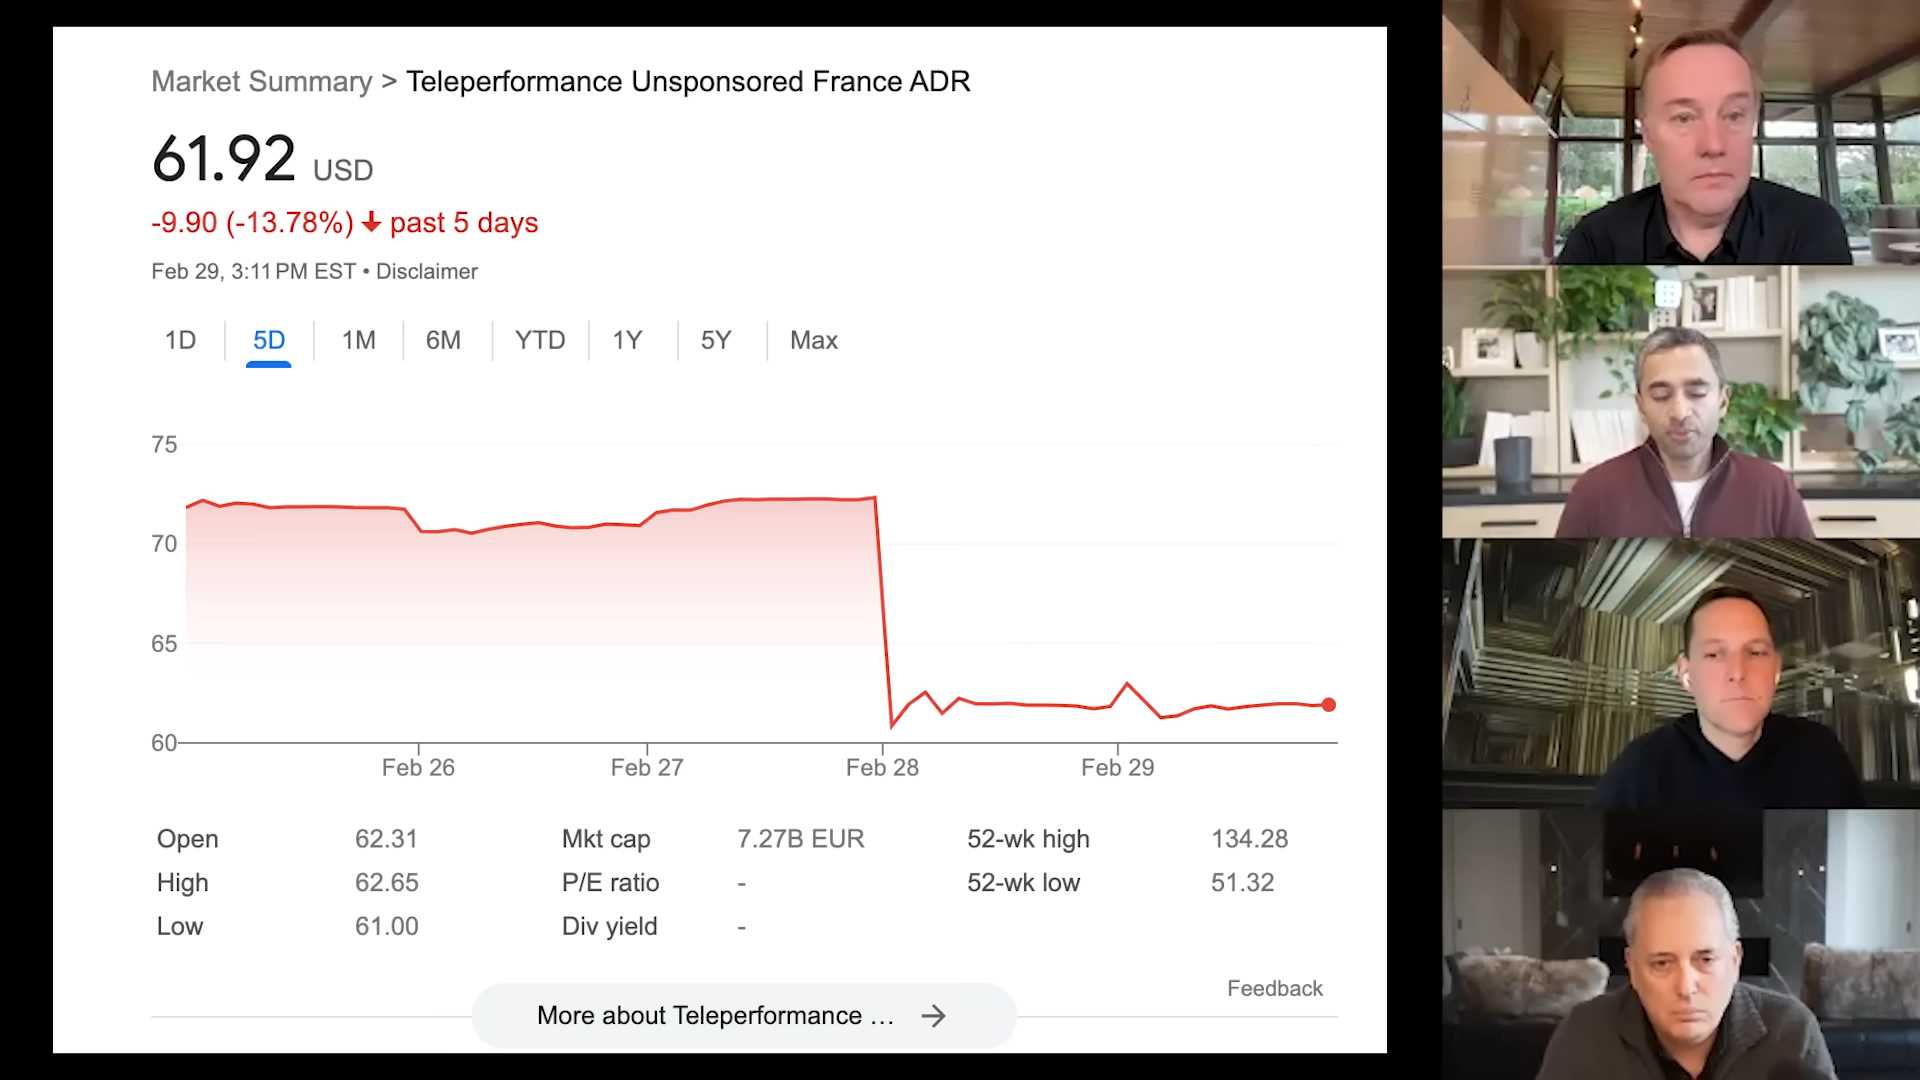 Market Summary > Teleperformance Unsponsored France ADR
61.92 USD
-9.90 (-13.78%) ↓ past 5 days
Feb 29, 3:11 PM EST • Disclaimer
1D 5D 1M 6M YTD 1Y 5Y Max
75
70
65
60
Feb 26 Feb 27 Feb 28 Feb 29
Open 62.31 Mkt cap 7.27B EUR 52-wk high 134.28
High 62.65 P/E ratio - 52-wk low 51.32
Low 61.00 Div yield -
Feedback
More about Teleperformance ... →